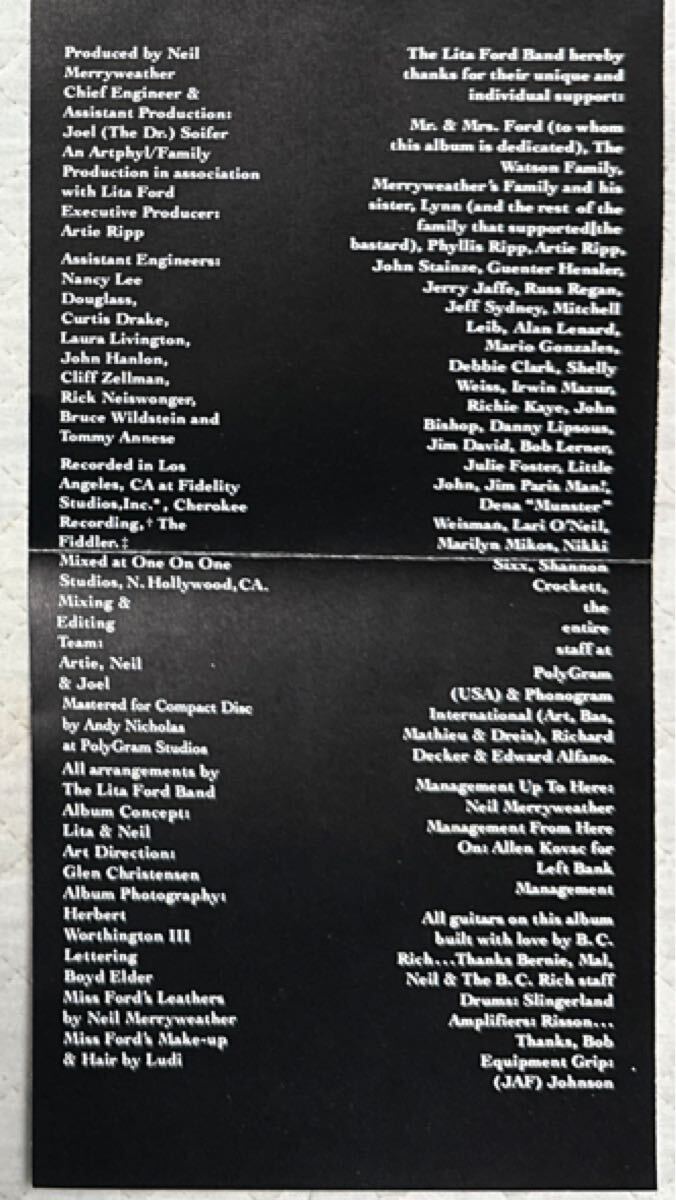 Produced by Neil
Merryweather
Chief Engineer &
Assistant Production:
Joel (The Dr.) Soifer
An Artphyl/Family
Production in association
with Lita Ford
Executive Producer:
Artie Ripp
Assistant Engineers:
Nancy Lee
Douglass,
Curtis Drake,
Laura Livington,
John Hanlon,
Cliff Zellman,
Rick Neiswonger,
Bruce Wildstein and
Tommy Annese
Recorded in Los
Angeles, CA at Fidelity
Studios,Inc.*, Cherokee
Recording,† The
Fiddler.‡
Mixed at One On One
Studios, N. Hollywood,CA.
Mixing &
Editing
Team:
Artie, Neil
& Joel
Mastered for Compact Disc
by Andy Nicholas
at PolyGram Studios
All arrangements by
The Lita Ford Band
Album Concept:
Lita & Neil
Art Direction:
Glen Christensen
Album Photography:
Herbert
Worthington III
Lettering
Boyd Elder
Miss Ford's Leathers
by Neil Merryweather
Miss Ford's Make-up
& Hair by Ludi
The Lita Ford Band hereby
thanks for their unique and
individual support:
Mr. & Mrs. Ford (to whom
this album is dedicated), The
Watson Family,
Merryweather's Family and his
sister, Lynn (and the rest of the
family that supported the
bastard), Phyllis Ripp, Artie Ripp,
John Stainze, Guenter Hensler,
Jerry Jaffe, Russ Regan,
Jeff Sydney, Mitchell
Leib, Alan Lenard,
Mario Gonzales,
Debbie Clark, Shelly
Weiss, Irwin Mazur,
Richie Kaye, John
Bishop, Danny Lipsous,
Jim David, Bob Lerner,
Julie Foster, Little
John, Jim Paris Man!,
Dena "Munster"
Weisman, Lari O'Neil,
Marilyn Mikos, Nikki
Sixx, Shannon
Crockett,
the
entire
staff at
PolyGram
(USA) & Phonogram
International (Art, Bas,
Mathieu & Dreis), Richard
Decker & Edward Alfano.
Management Up To Here:
Neil Merryweather
Management From Here
On: Allen Kovac for
Left Bank
Management
All guitars on this album
built with love by B. C.
Rich...Thanks Bernie, Mal,
Neil & The B. C. Rich staff
Drums: Slingerland
Amplifiers: Risson...
Thanks, Bob
Equipment Grip:
(JAF) Johnson